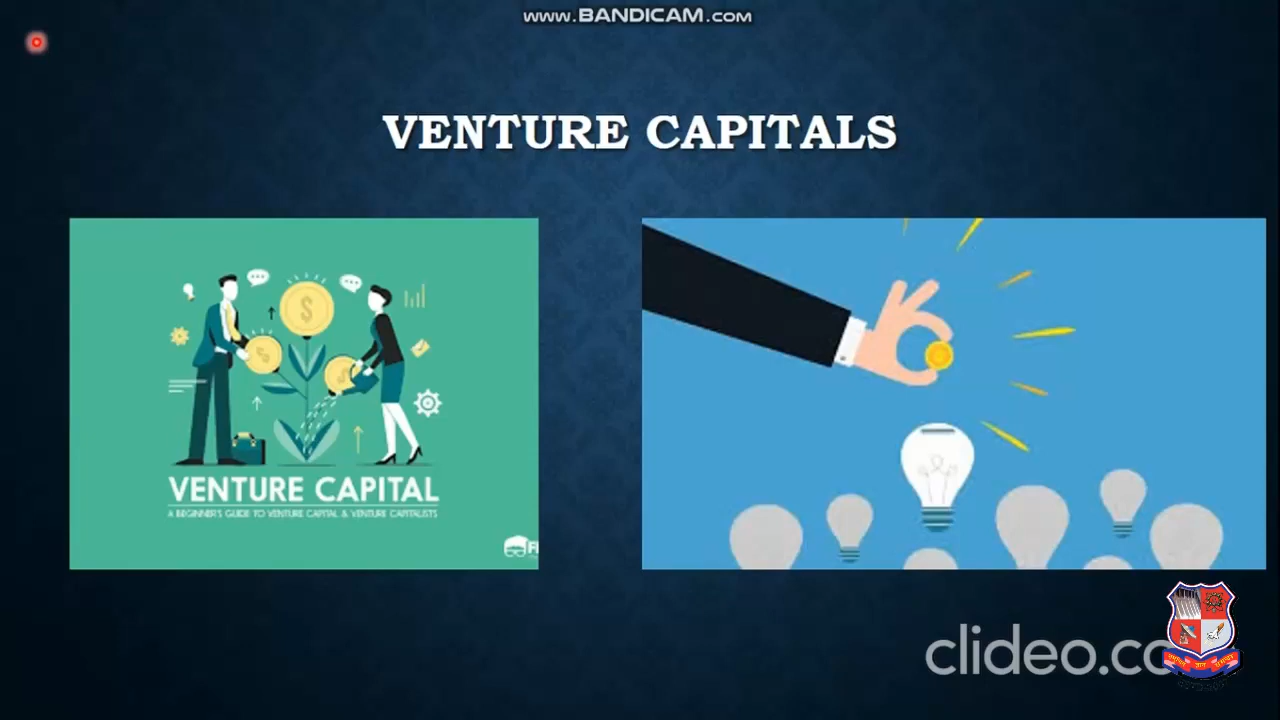 www.BANDICAM.com
VENTURE CAPITALS
VENTURE CAPITAL
A BEGINNER'S GUIDE TO VENTURE CAPITAL & VENTURE CAPITALISTS
clideo.co